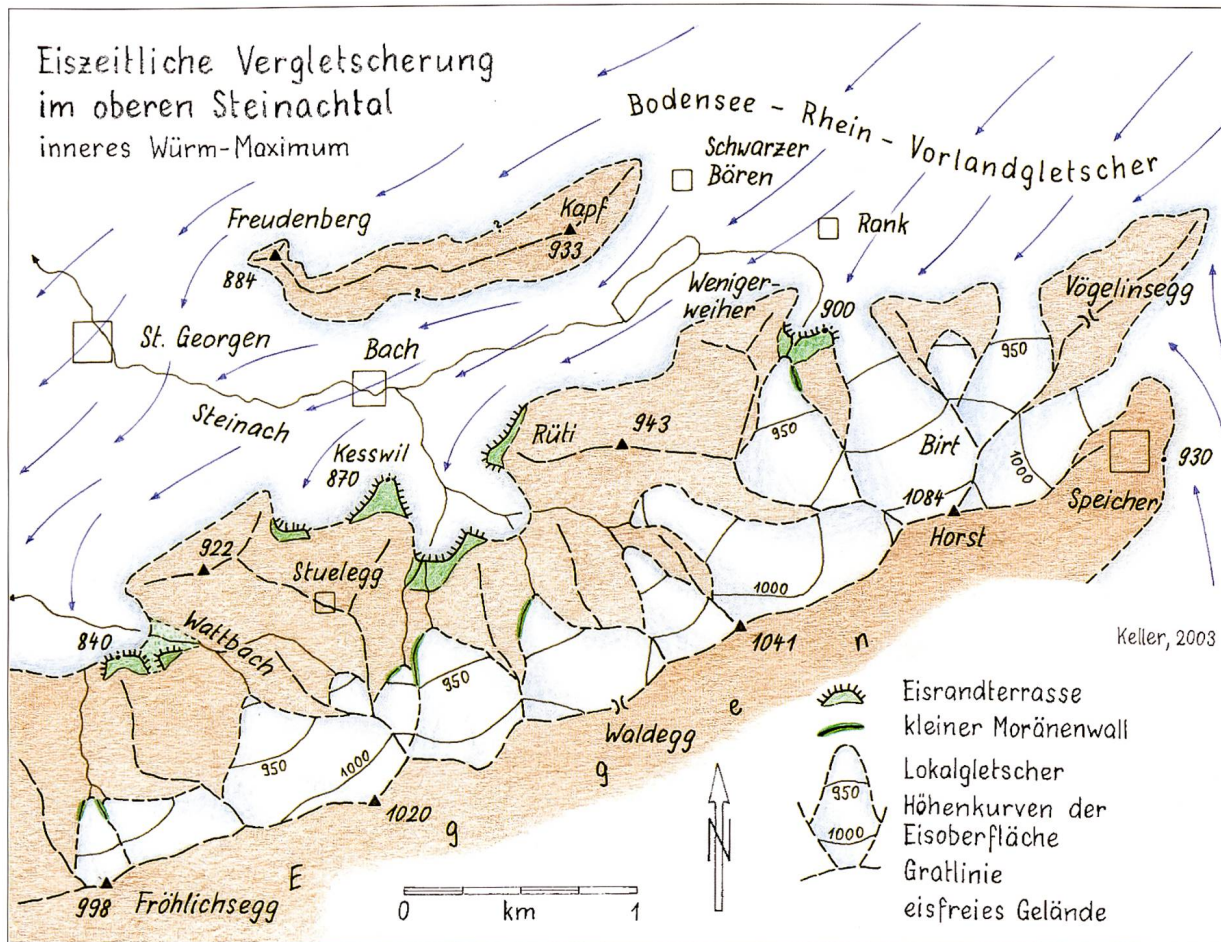 Eiszeitliche Vergletscherung
im oberen Steinachtal
inneres Würm-Maximum
Bodensee - Rhein - Vorlandgletscher
Schwarzer
Bären
Rank
Freudenberg
884
Kapf
933
?
?
Weniger-
weiher
900
Vögelinsegg
950
St. Georgen
Bach
Steinach
Rüti
943
950
Birt
1000
930
Speicher
1084
Horst
Kesswil
870
922
Stuelegg
1000
1041
Keller, 2003
840
Wattbach
950
950
1000
Waldegg
1020
998
Fröhlichsegg
E g g e n
0 km 1
N
Eisrandterrasse
kleiner Moränenwall
Lokalgletscher
950
Höhenkurven der
1000
Eisoberfläche
Gratlinie
eisfreies Gelände